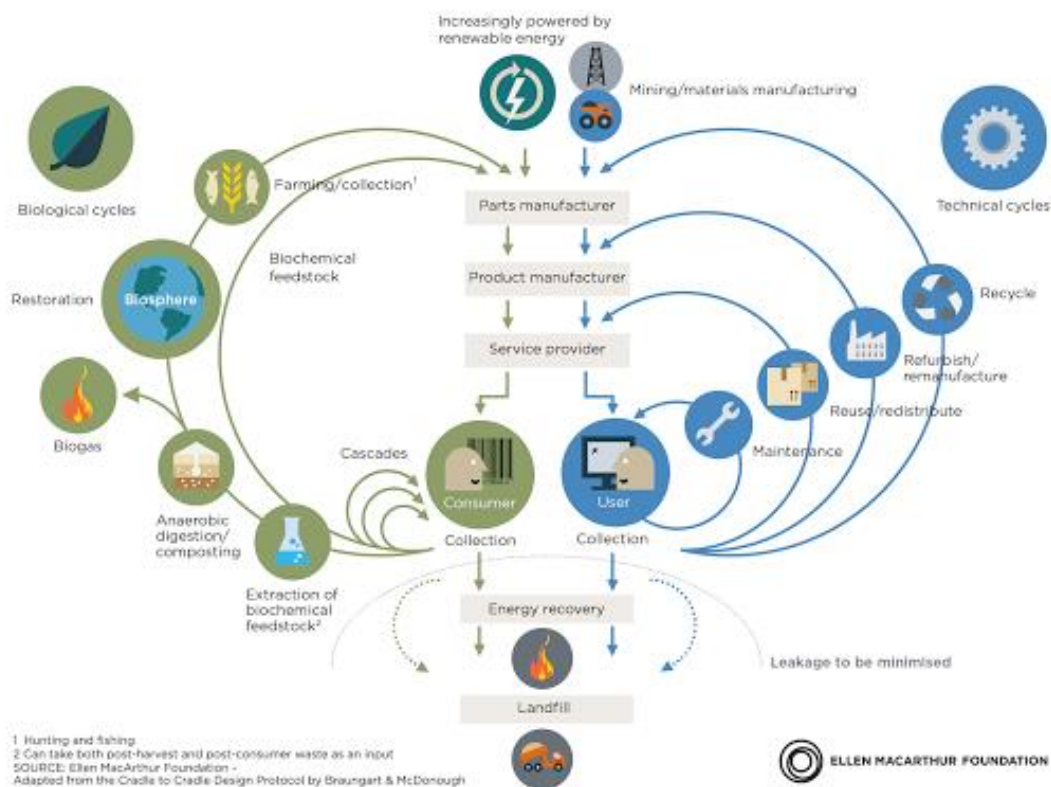 Increasingly powered by
renewable energy
Mining/materials manufacturing
Biological cycles
Technical cycles
Farming/collection¹
Parts manufacturer
Biochemical
feedstock
Product manufacturer
Restoration
Biosphere
Recycle
Service provider
Refurbish/
remanufacture
Biogas
Reuse/redistribute
Cascades
Maintenance
Consumer
User
Anaerobic
digestion/
composting
Collection
Collection
Extraction of
biochemical
feedstock²
Energy recovery
Leakage to be minimised
Landfill
1 Hunting and fishing
2 Can take both post-harvest and post-consumer waste as an input
SOURCE: Ellen MacArthur Foundation -
Adapted from the Cradle to Cradle Design Protocol by Braungart & McDonough
ELLEN MACARTHUR FOUNDATION